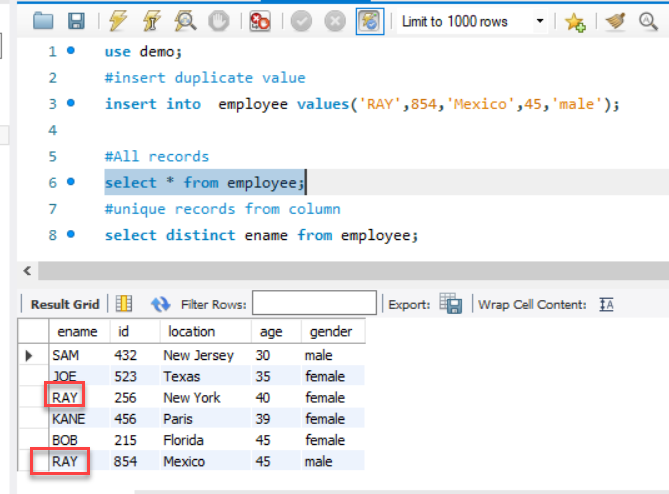 Limit to 1000 rows
1 use demo;
2 #insert duplicate value
3 insert into employee values('RAY',854,'Mexico',45,'male');
4
5 #All records
6 select * from employee;
7 #unique records from column
8 select distinct ename from employee;
Result Grid Filter Rows: Export: Wrap Cell Content: IA
ename id location age gender
SAM 432 New Jersey 30 male
JOE 523 Texas 35 female
RAY 256 New York 40 female
KANE 456 Paris 39 female
BOB 215 Florida 45 female
RAY 854 Mexico 45 male